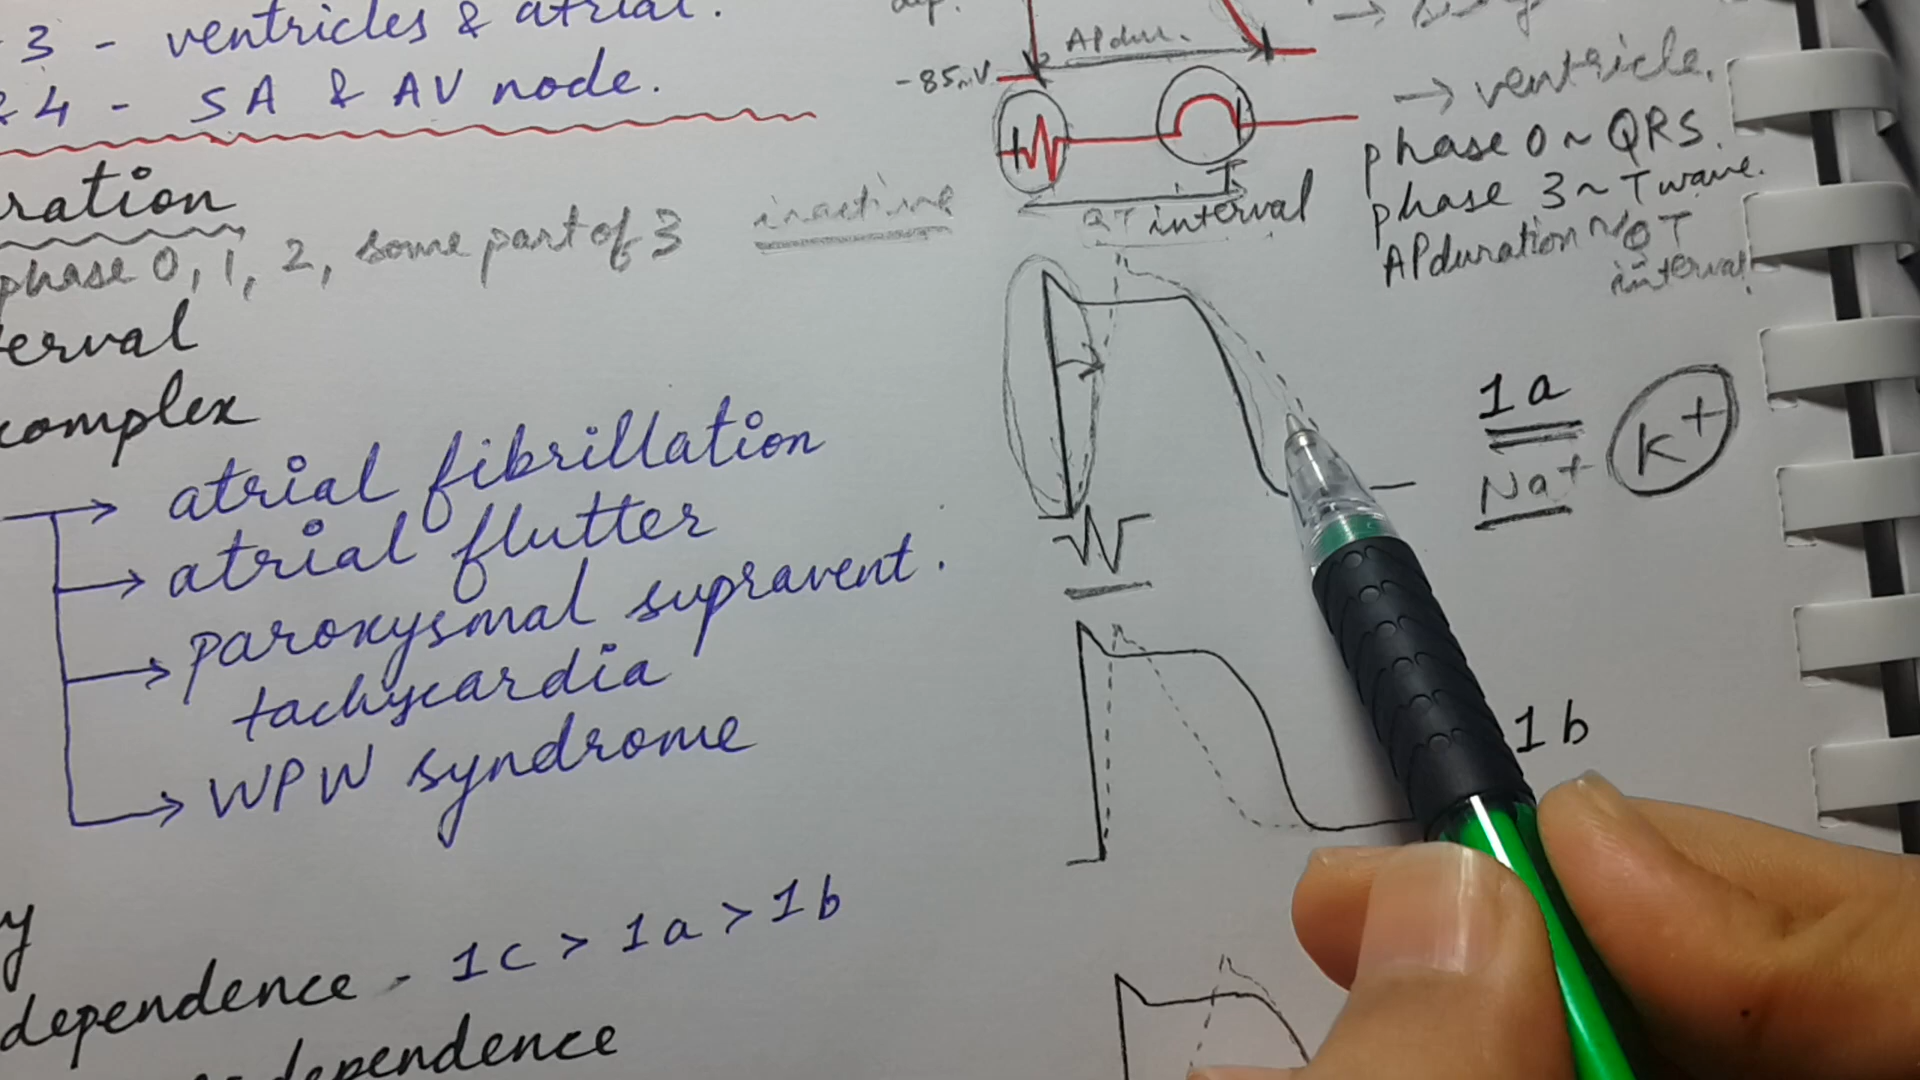 3 - ventricles & atrial.
& 4 - SA & AV node.
ration
phase 0, 1, 2, some part of 3 inactive
erval
complex
atrial fibrillation
atrial flutter
paroxysmal supravent.
tachycardia
WPW syndrome
y
dependence - 1c > 1a > 1b
dependence
dep.
APdur.
-85mV
QT interval
→ ventricle.
phase 0 ~ QRS.
phase 3 ~ T wave.
AP duration ~ QT
interval
1a
Na+ K+
1b